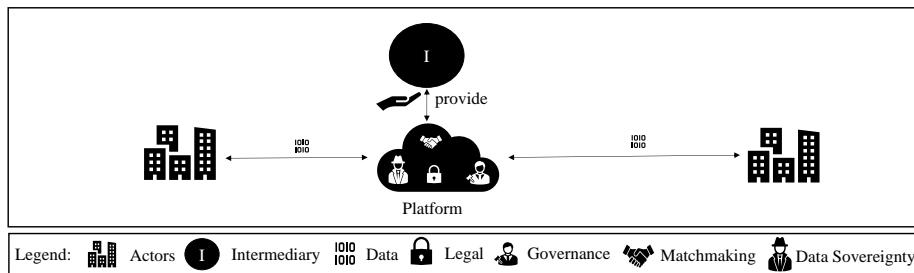 I
provide
1010
1010
1010
1010
Platform
Legend: Actors I Intermediary 1010 1010 Data Legal Governance Matchmaking Data Sovereignty